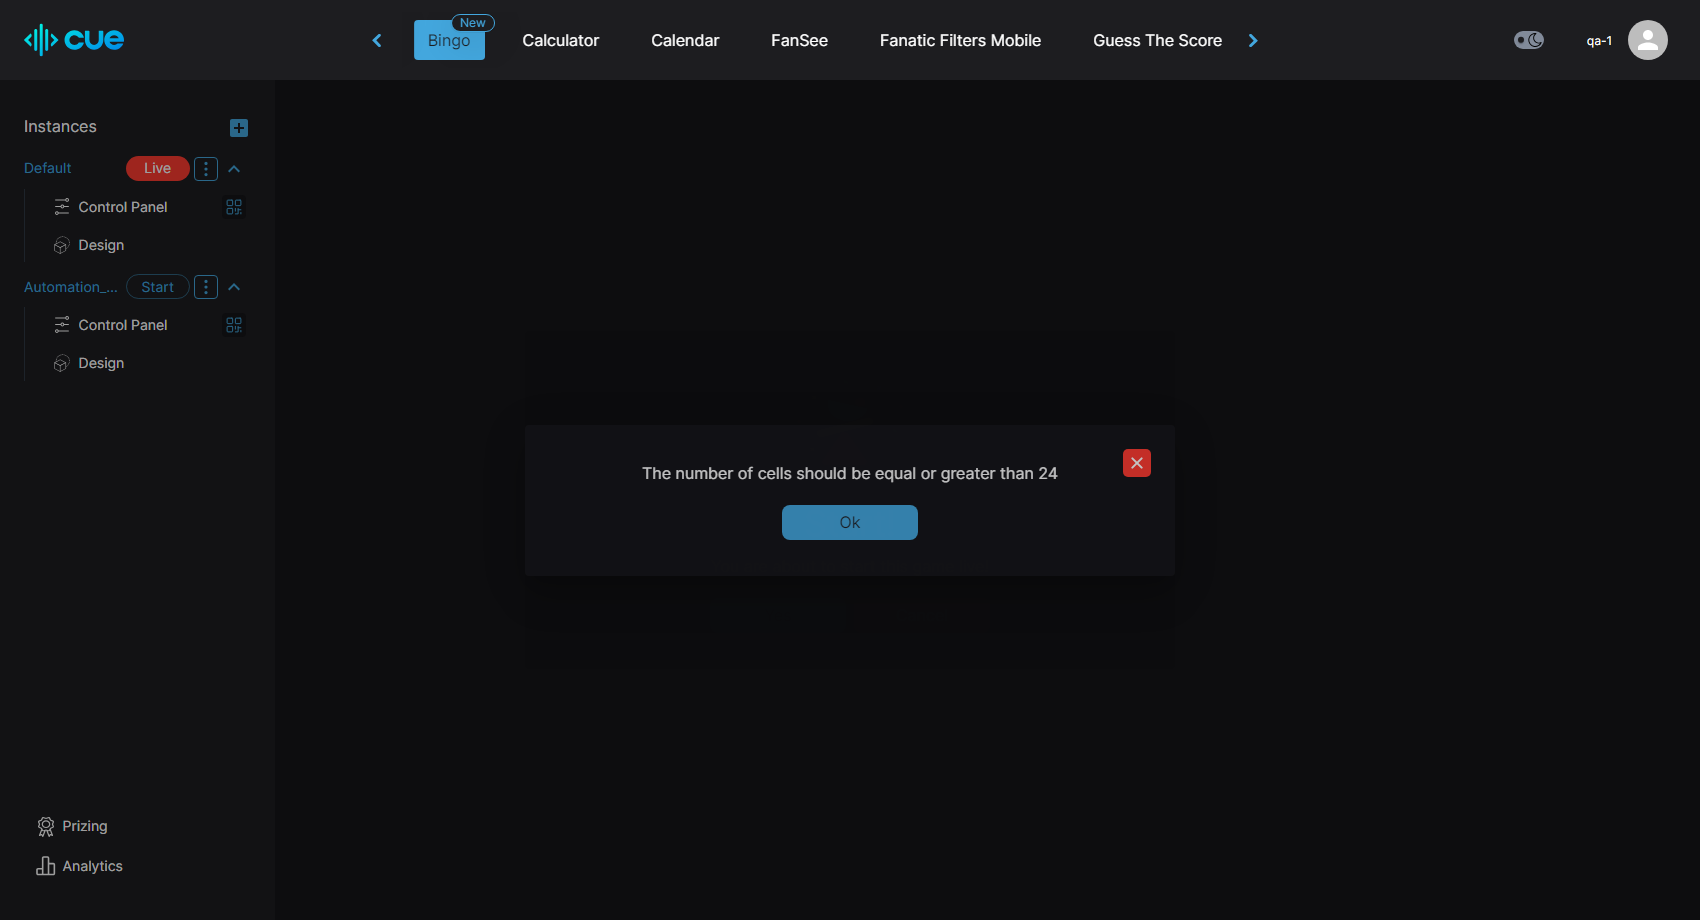 cue
New
Bingo
Calculator
Calendar
FanSee
Fanatic Filters Mobile
Guess The Score
qa-1
Instances
Default
Live
Control Panel
Design
Automation_...
Start
Control Panel
Design
The number of cells should be equal or greater than 24
Ok
Prizing
Analytics